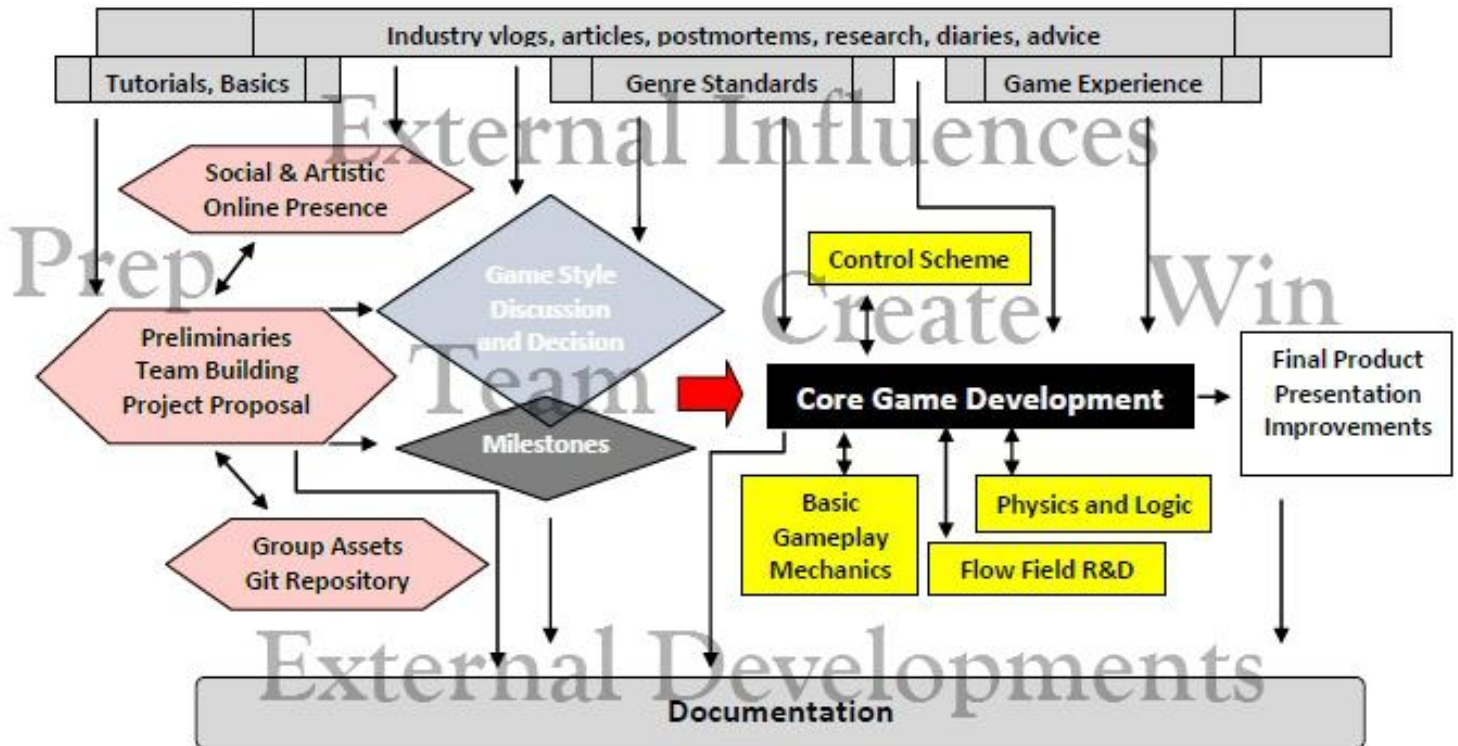 Industry vlogs, articles, postmortems, research, diaries, advice
Tutorials, Basics
Genre Standards
Game Experience
External Influences
Social & Artistic
Online Presence
Prep
Game Style
Discussion
and Decision
Control Scheme
Create
Win
Preliminaries
Team Building
Project Proposal
Team
Core Game Development
Final Product
Presentation
Improvements
Milestones
Basic
Gameplay
Mechanics
Physics and Logic
Flow Field R&D
Group Assets
Git Repository
External Developments
Documentation